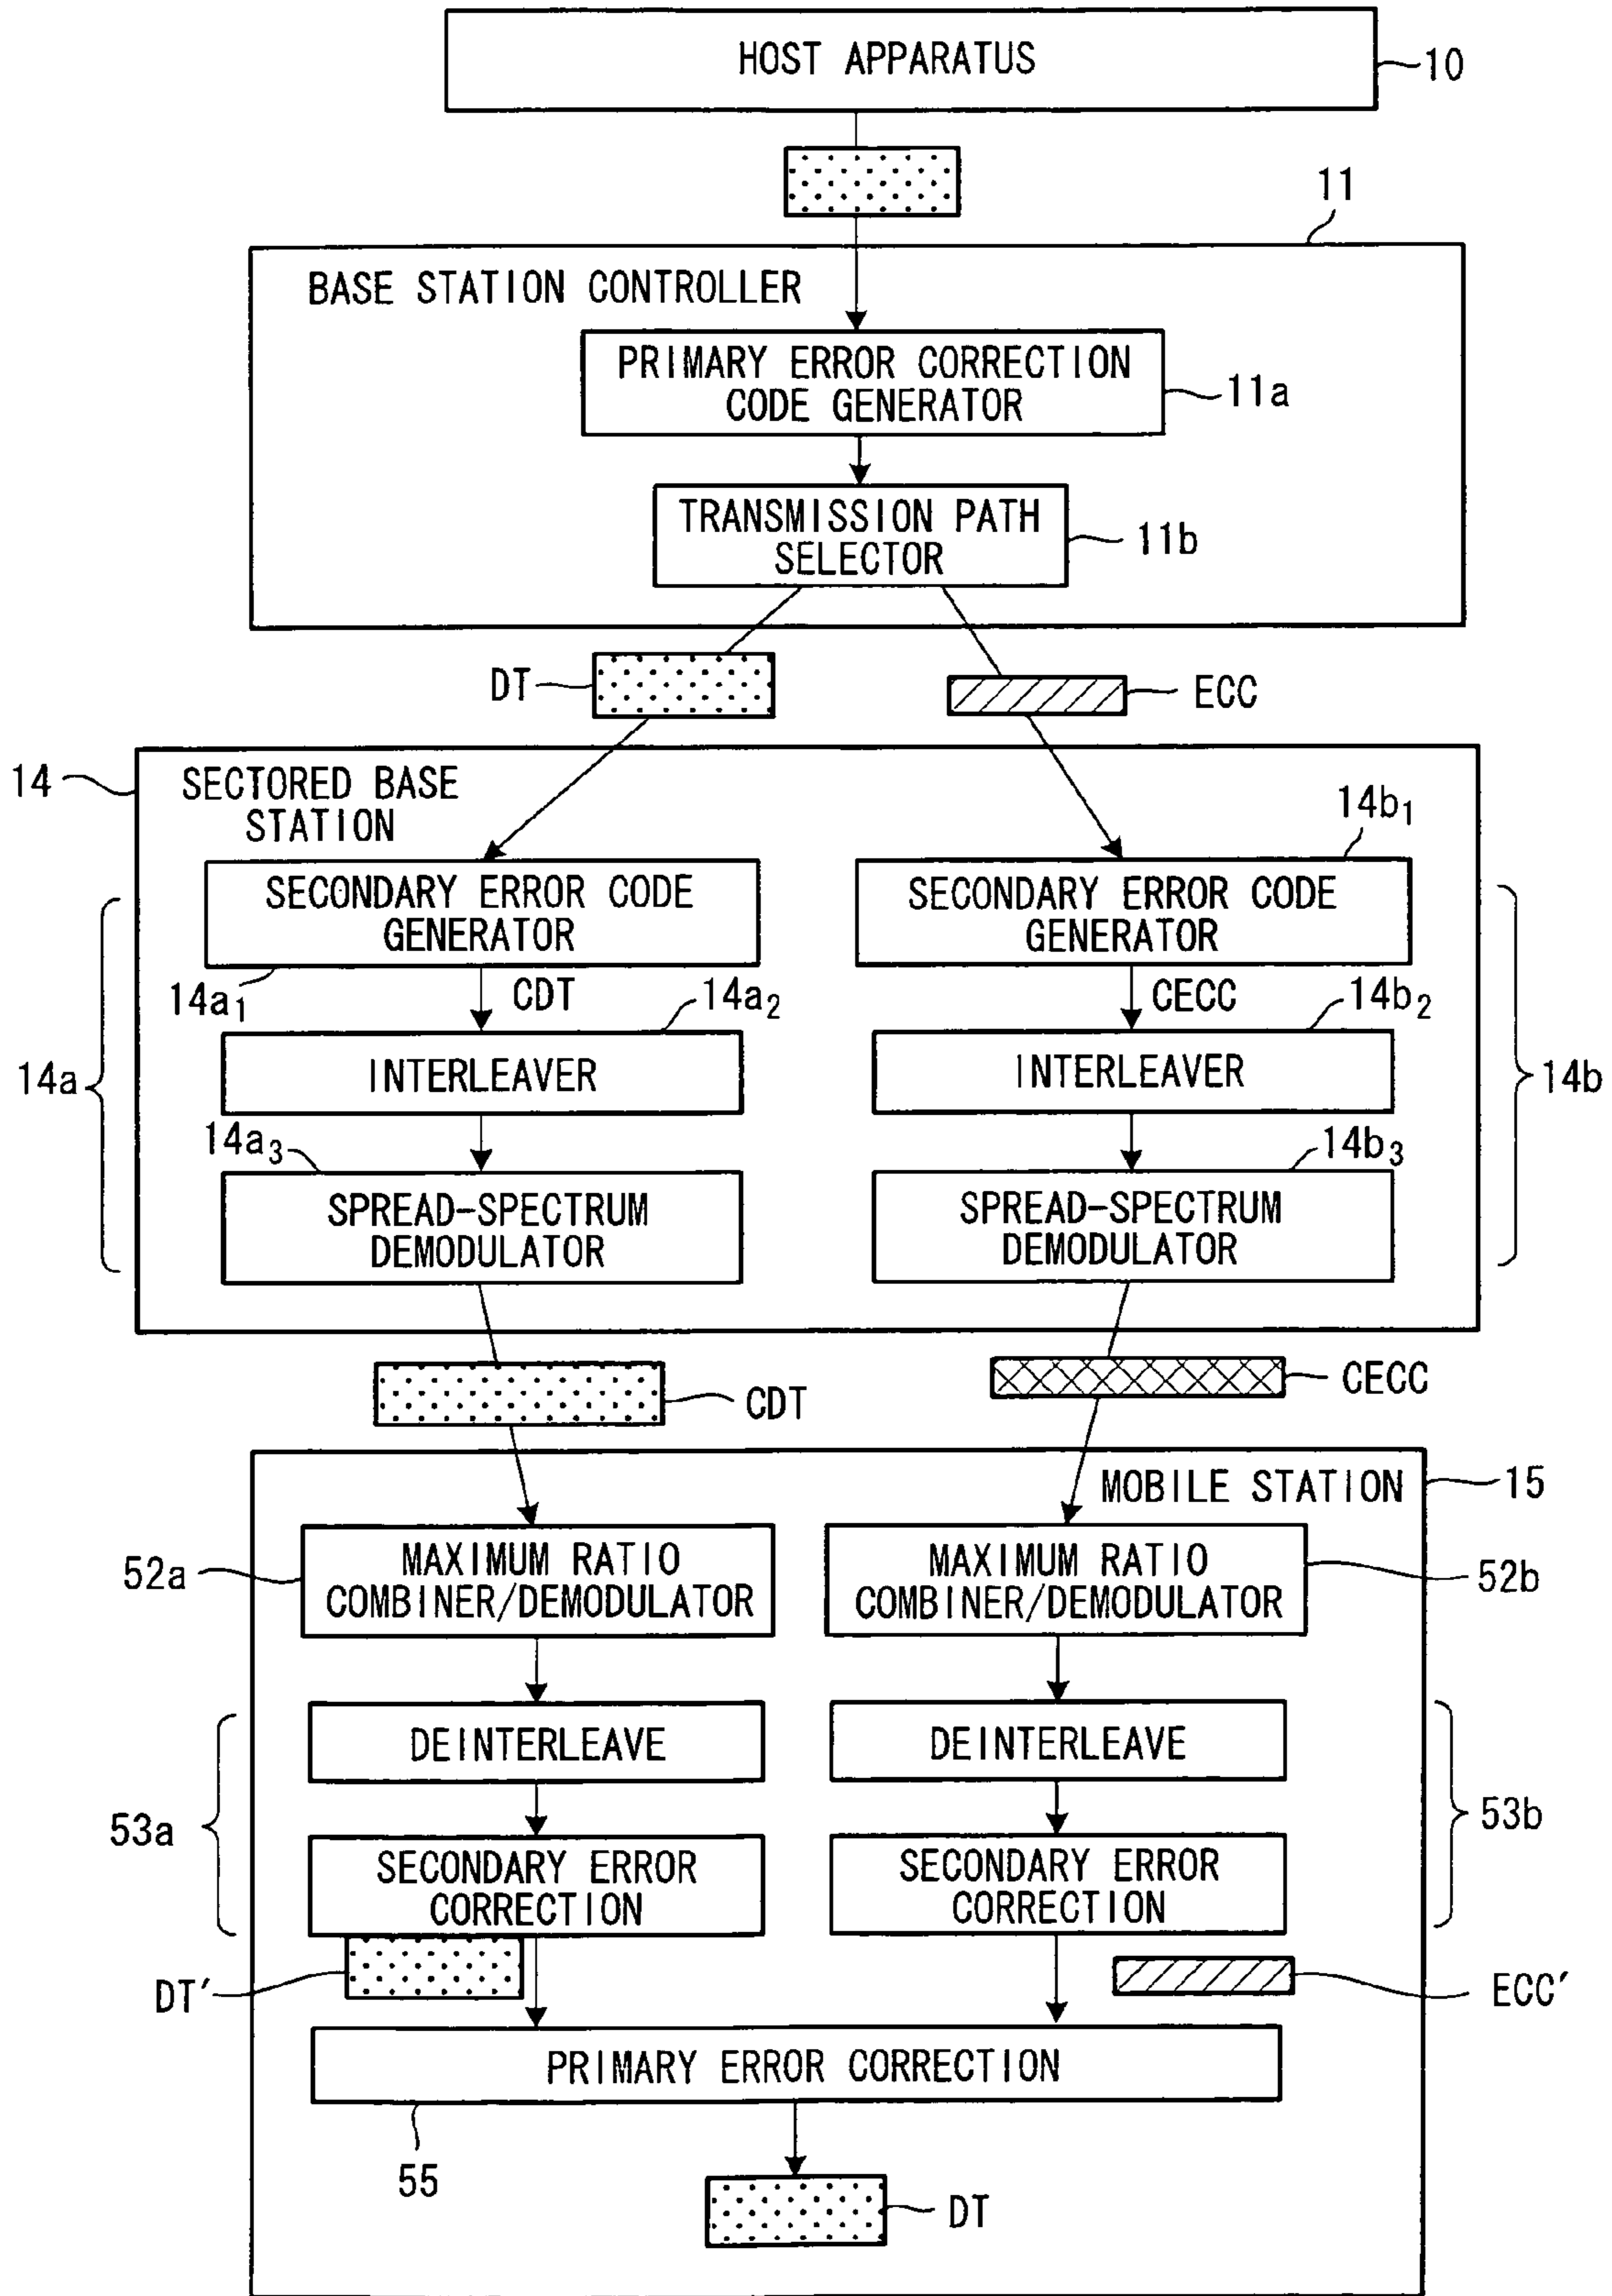 HOST APPARATUS
10
11
BASE STATION CONTROLLER
PRIMARY ERROR CORRECTION
CODE GENERATOR
11a
TRANSMISSION PATH
SELECTOR
11b
DT
ECC
14
SECTORED BASE
STATION
14b1
SECONDARY ERROR CODE
GENERATOR
SECONDARY ERROR CODE
GENERATOR
14a1
CDT
14a2
CECC
14b2
14a
INTERLEAVER
INTERLEAVER
14b
14a3
14b3
SPREAD-SPECTRUM
DEMODULATOR
SPREAD-SPECTRUM
DEMODULATOR
CDT
CECC
MOBILE STATION
15
52a
MAXIMUM RATIO
COMBINER/DEMODULATOR
MAXIMUM RATIO
COMBINER/DEMODULATOR
52b
DEINTERLEAVE
DEINTERLEAVE
53a
53b
SECONDARY ERROR
CORRECTION
SECONDARY ERROR
CORRECTION
DT'
ECC'
PRIMARY ERROR CORRECTION
55
DT